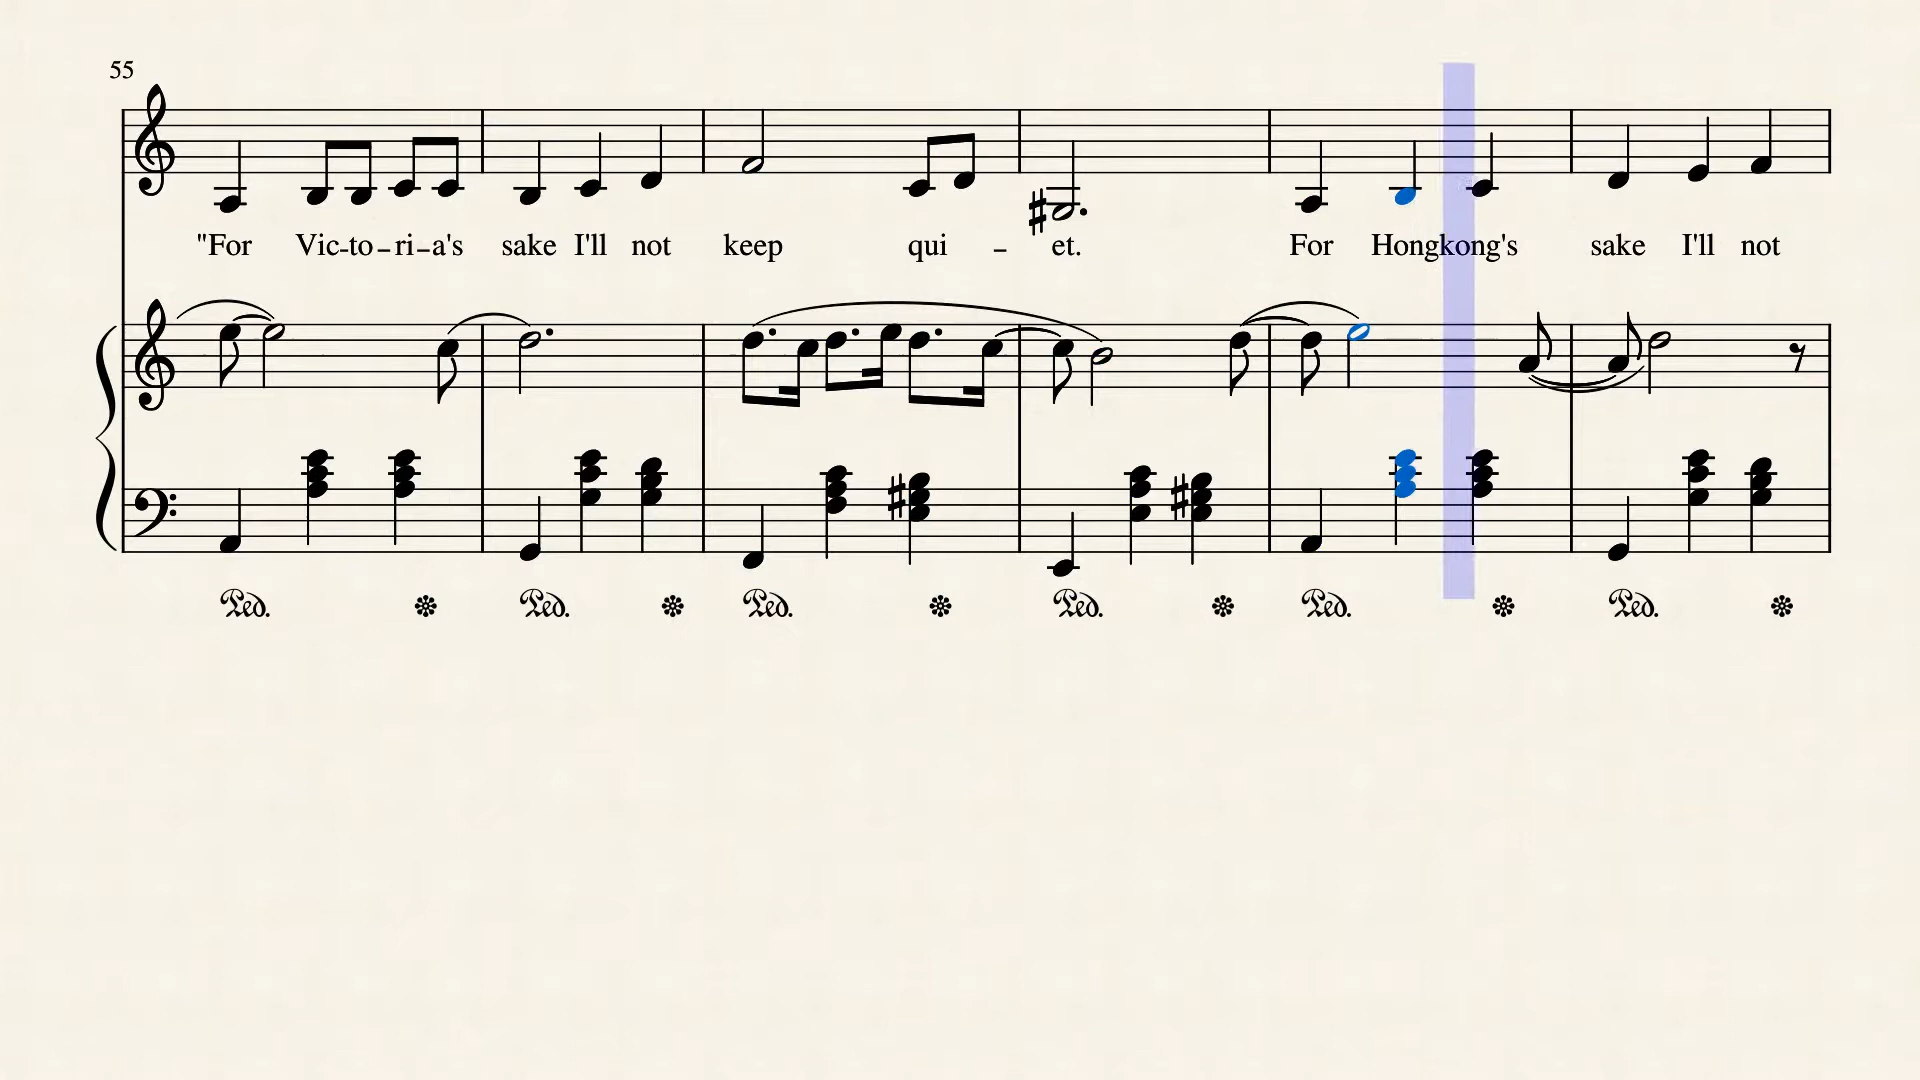 55
"For Vic-to-ri-a's sake I'll not keep qui - et. For Hongkong's sake I'll not
Ped. Ped. Ped. Ped. Ped. Ped.